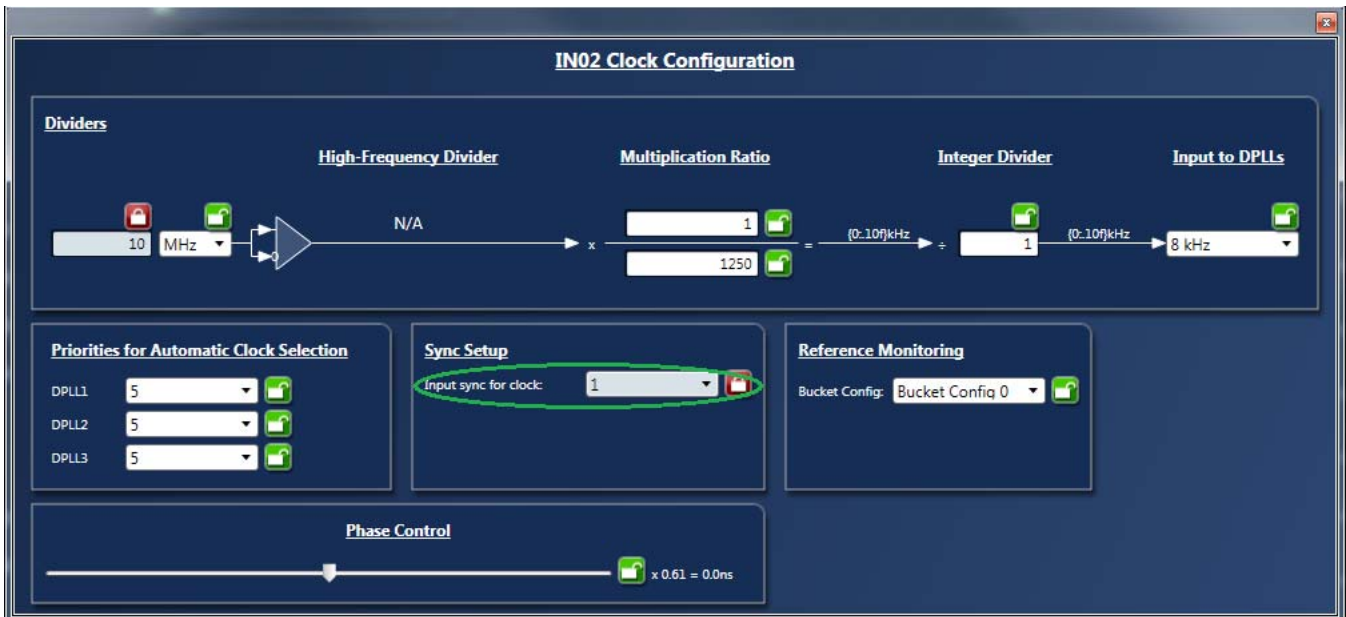 IN02 Clock Configuration
Dividers
High-Frequency Divider
Multiplication Ratio
Integer Divider
Input to DPLLs
10
MHz
N/A
x
1
1250
=
{0:.10f}kHz
÷
1
{0:.10f}kHz
8 kHz
Priorities for Automatic Clock Selection
DPLL1 5
DPLL2 5
DPLL3 5
Sync Setup
Input sync for clock: 1
Reference Monitoring
Bucket Config: Bucket Config 0
Phase Control
x 0.61 = 0.0ns